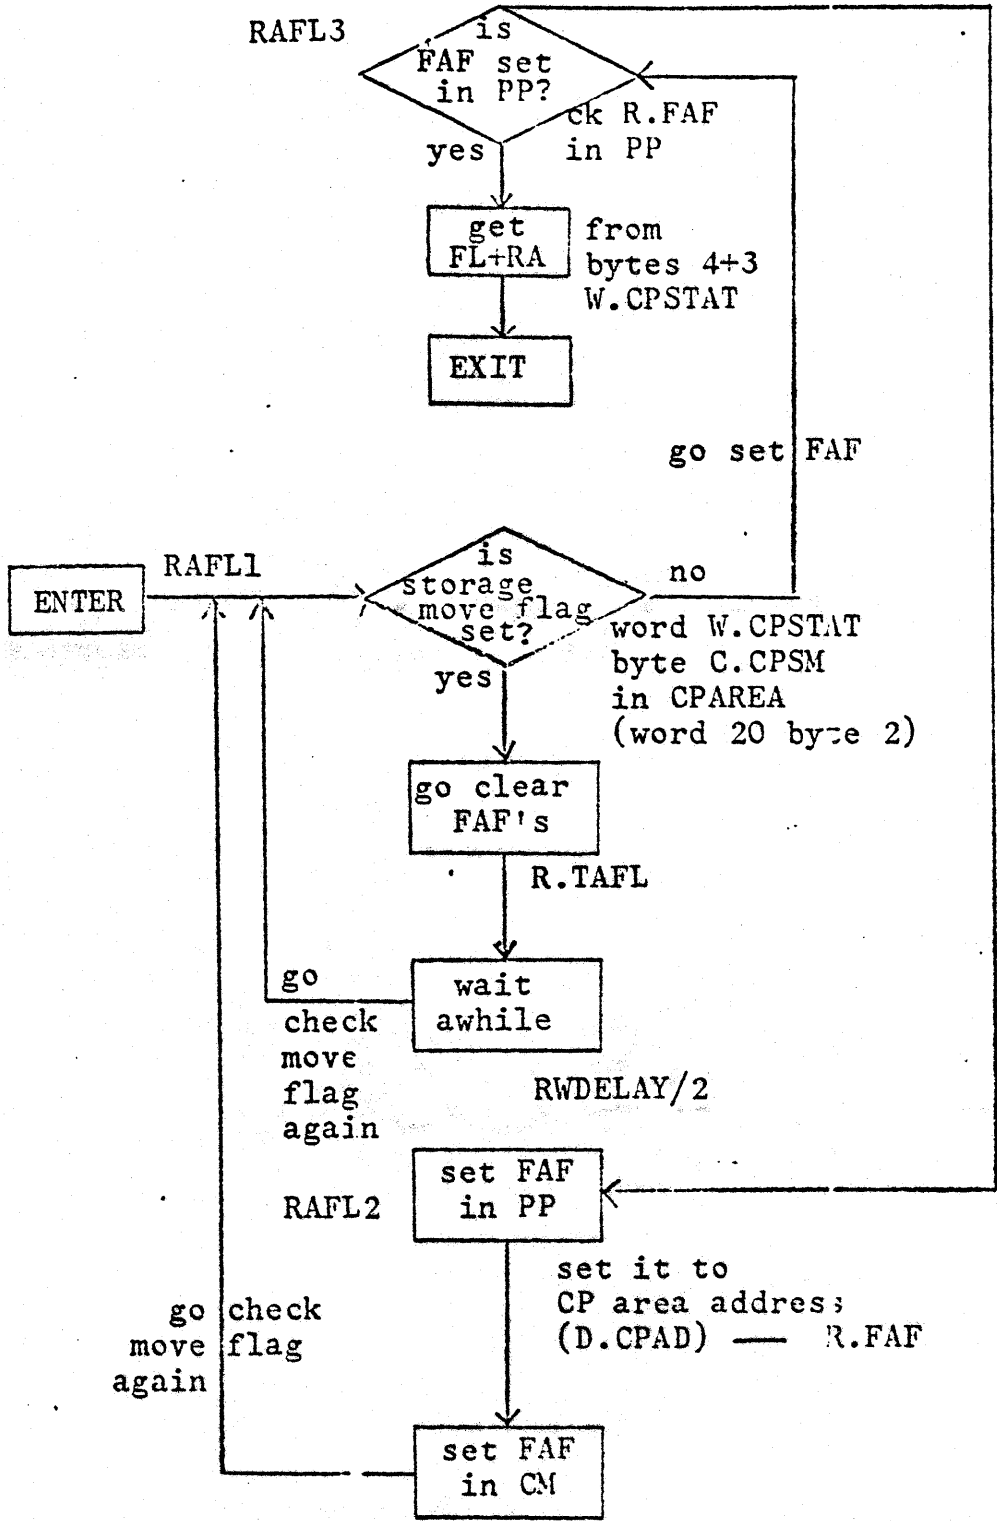 RAFL3
is
FAF set
in PP?
ck R.FAF
in PP
yes
get
FL+RA
from
bytes 4+3
W.CPSTAT
EXIT
go set FAF
ENTER
RAFL1
is
storage
move flag
set?
no
word W.CPSTAT
byte C.CPSM
in CPAREA
(word 20 byte 2)
yes
go clear
FAF's
R.TAFL
wait
awhile
go
check
move
flag
again
RWDELAY/2
RAFL2
set FAF
in PP
set it to
CP area address
(D.CPAD) — R.FAF
go check
move flag
again
set FAF
in CM